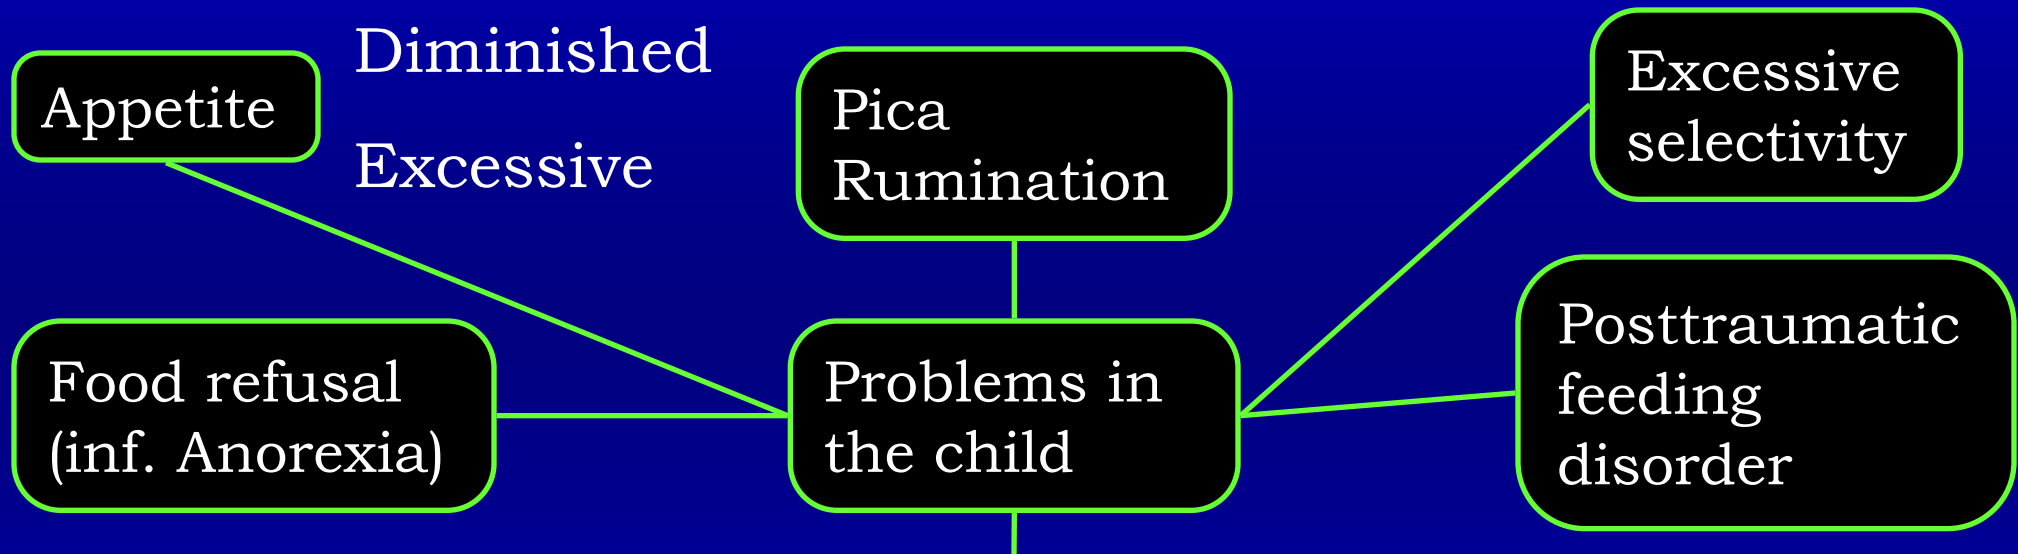 Appetite
Diminished
Excessive
Pica
Rumination
Excessive
selectivity
Food refusal
(inf. Anorexia)
Problems in
the child
Posttraumatic
feeding
disorder